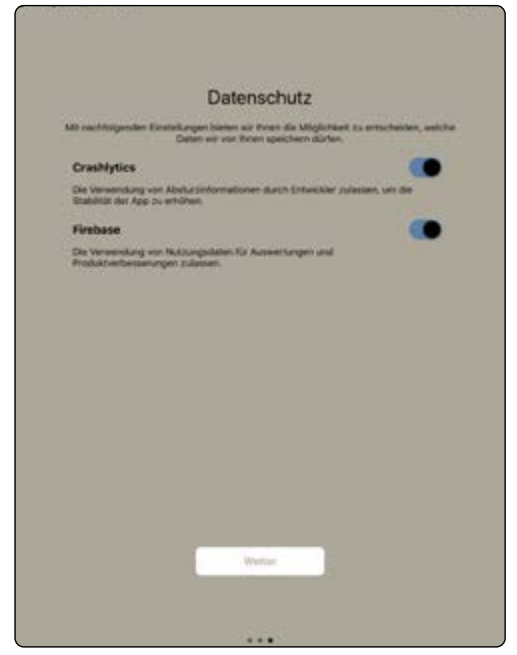 Datenschutz
Mit nachfolgenden Einstellungen bieten wir Ihnen die Möglichkeit zu entscheiden, welche
Daten wir von Ihnen speichern dürfen.
Crashlytics
Die Verwendung von Absturzinformationen durch Entwickler zulassen, um die
Stabilität der App zu erhöhen.
Firebase
Die Verwendung von Nutzungsdaten für Auswertungen und
Produktverbesserungen zulassen.
Weiter